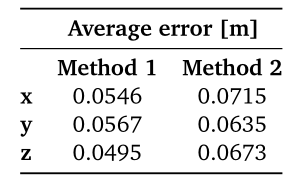 Average error [m]
Method 1 Method 2
x 0.0546 0.0715
y 0.0567 0.0635
z 0.0495 0.0673